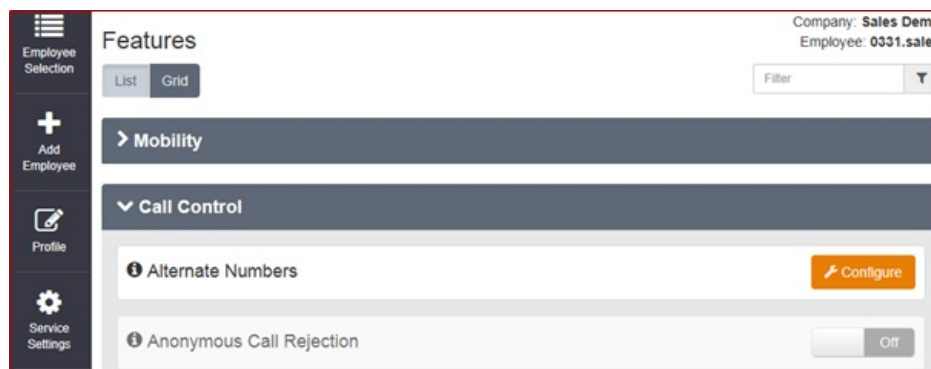 Employee
Selection
Add
Employee
Profile
Service
Settings
Features
Company: Sales Dem
Employee: 0331.sale
List Grid
Filter
Mobility
Call Control
Alternate Numbers
Configure
Anonymous Call Rejection
Off